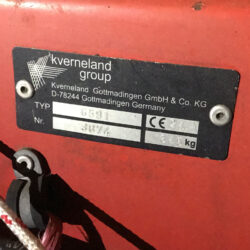 kverneland
group
Kverneland Gottmadingen GmbH & Co. KG
D-78244 Gottmadingen Germany
TYP CE
Nr. kg